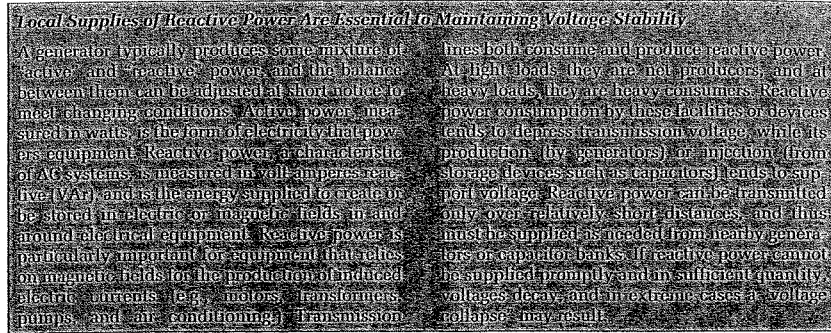 Local Supplies of Reactive Power Are Essential to Maintaining Voltage Stability
A generator typically produces some mixture of
"active" and "reactive" power, and the balance
between them can be adjusted at short notice to
meet changing conditions. Active power, mea-
sured in watts, is the form of electricity that pow-
ers equipment. Reactive power, a characteristic
of AC systems, is measured in volt-amperes reac-
tive (VAr), and is the energy supplied to create or
be stored in electric or magnetic fields in and
around electrical equipment. Reactive power is
particularly important for equipment that relies
on magnetic fields for the production of induced
electric currents (e.g., motors, transformers,
pumps, and air conditioning.) Transmission
lines both consume and produce reactive power.
At light loads they are net producers, and at
heavy loads, they are heavy consumers. Reactive
power consumption by these facilities or devices
tends to depress transmission voltage, while its
production (by generators) or injection (from
storage devices such as capacitors) tends to sup-
port voltage. Reactive power can be transmitted
only over relatively short distances, and thus
must be supplied as needed from nearby genera-
tors or capacitor banks. If reactive power cannot
be supplied promptly and in sufficient quantity,
voltages decay, and in extreme cases a "voltage
collapse" may result.